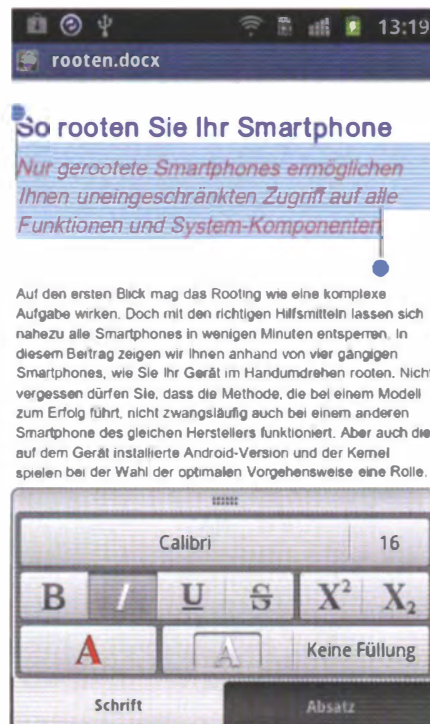 13:19
rooten.docx
So rooten Sie Ihr Smartphone
Nur gerootete Smartphones ermöglichen
Ihnen uneingeschränkten Zugriff auf alle
Funktionen und System-Komponenten
Auf den ersten Blick mag das Rooting wie eine komplexe
Aufgabe wirken. Doch mit den richtigen Hilfsmitteln lassen sich
nahezu alle Smartphones in wenigen Minuten entsperren. In
diesem Beitrag zeigen wir Ihnen anhand von vier gängigen
Smartphones, wie Sie Ihr Gerät im Handumdrehen rooten. Nicht
vergessen dürfen Sie, dass die Methode, die bei einem Modell
zum Erfolg führt, nicht zwangsläufig auch bei einem anderen
Smartphone des gleichen Herstellers funktioniert. Aber auch die
auf dem Gerät installierte Android-Version und der Kernel
spielen bei der Wahl der optimalen Vorgehensweise eine Rolle.
Calibri 16
B I U S X² X₂
A A Keine Füllung
Schrift Absatz